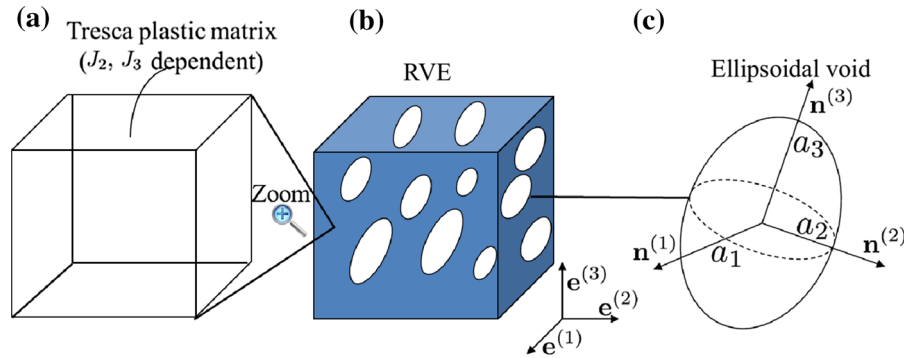 (a)
Tresca plastic matrix
(J₂, J₃ dependent)
Zoom
(b)
RVE
e⁽³⁾
e⁽²⁾
e⁽¹⁾
(c)
Ellipsoidal void
n⁽³⁾
a₃
a₂
n⁽²⁾
n⁽¹⁾
a₁